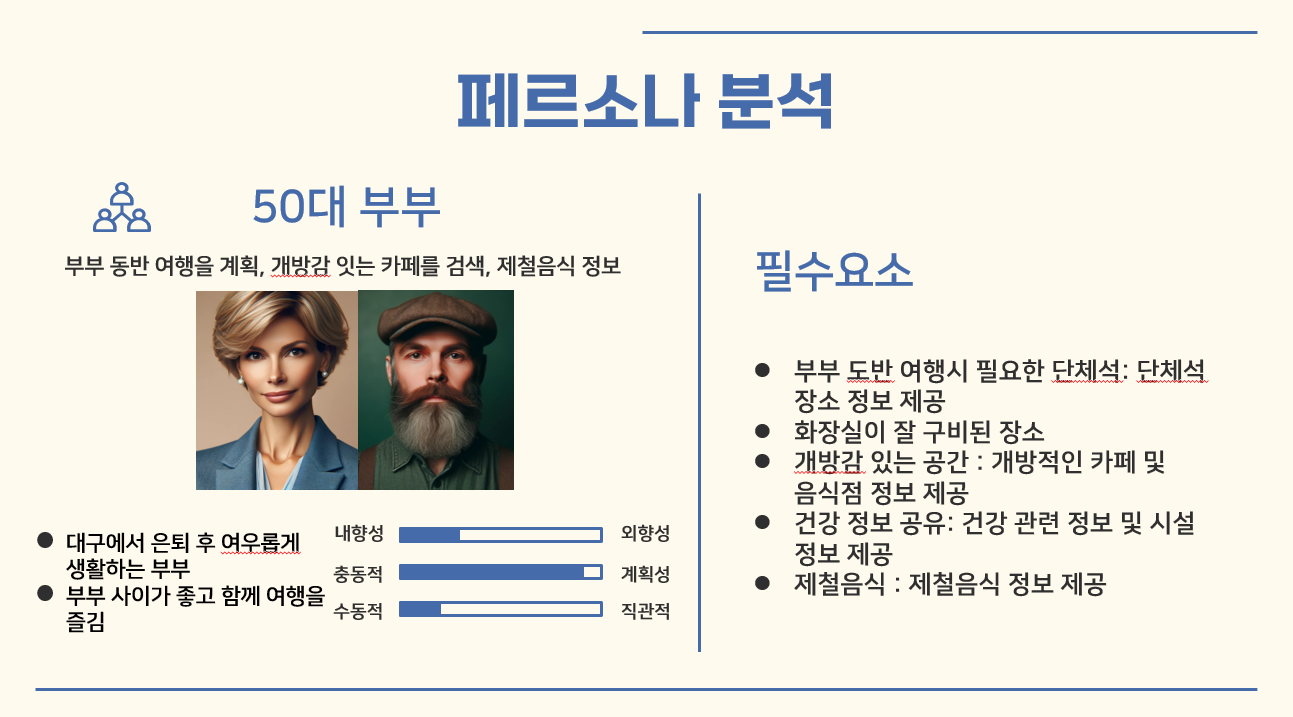 페르소나 분석
50대 부부
부부 동반 여행을 계획, 개방감 잇는 카페를 검색, 제철음식 정보
대구에서 은퇴 후 여우롭게
생활하는 부부
부부 사이가 좋고 함께 여행을
즐김
내향성 외향성
충동적 계획성
수동적 직관적
필수요소
부부 도반 여행시 필요한 단체석: 단체석
장소 정보 제공
화장실이 잘 구비된 장소
개방감 있는 공간 : 개방적인 카페 및
음식점 정보 제공
건강 정보 공유: 건강 관련 정보 및 시설
정보 제공
제철음식 : 제철음식 정보 제공